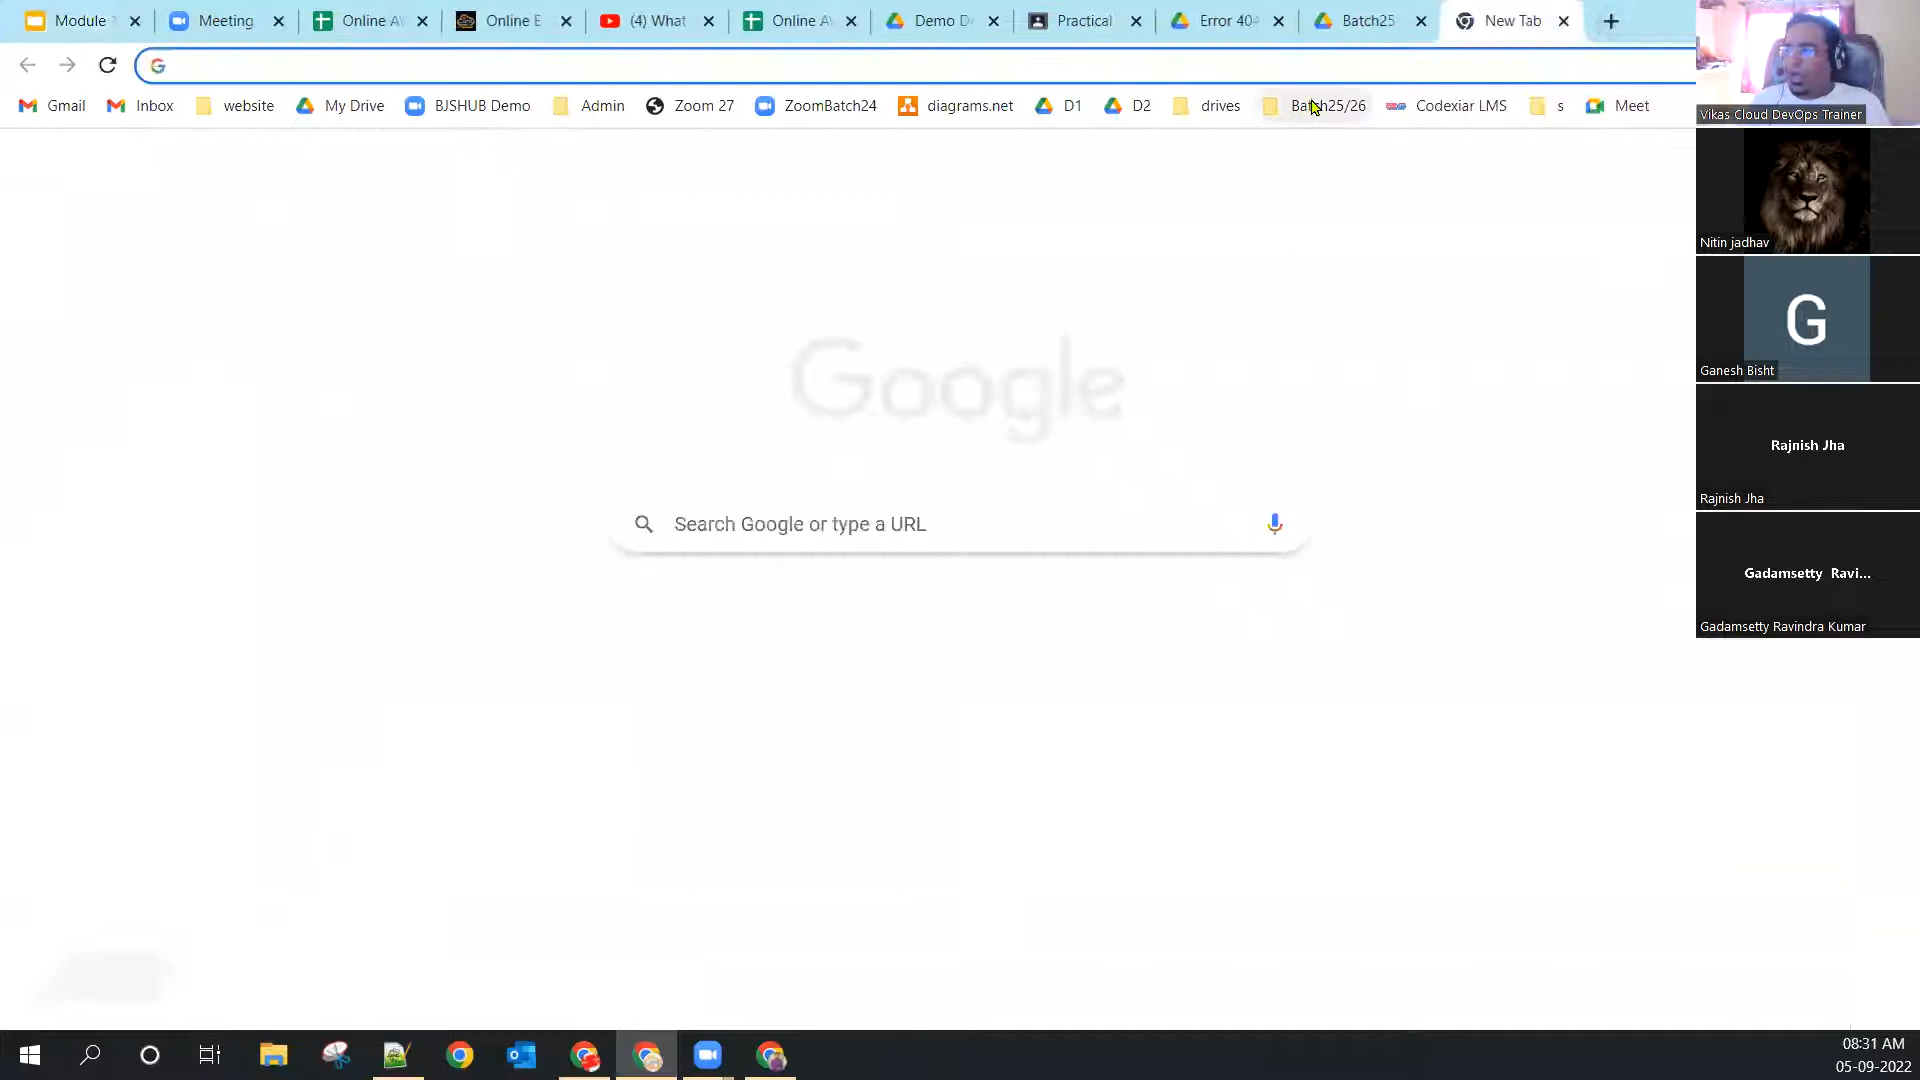 Module
Meeting
Online A
Online E
(4) What
Online A
Demo D
Practical
Error 404
Batch25
New Tab
Gmail
Inbox
website
My Drive
BJSHUB Demo
Admin
Zoom 27
ZoomBatch24
diagrams.net
D1
D2
drives
Batch25/26
Codexiar LMS
s
Meet
Google
Search Google or type a URL
Vikas Cloud DevOps Trainer
Nitin jadhav
G
Ganesh Bisht
Rajnish Jha
Rajnish Jha
Gadamsetty Ravi...
Gadamsetty Ravindra Kumar
08:31 AM
05-09-2022